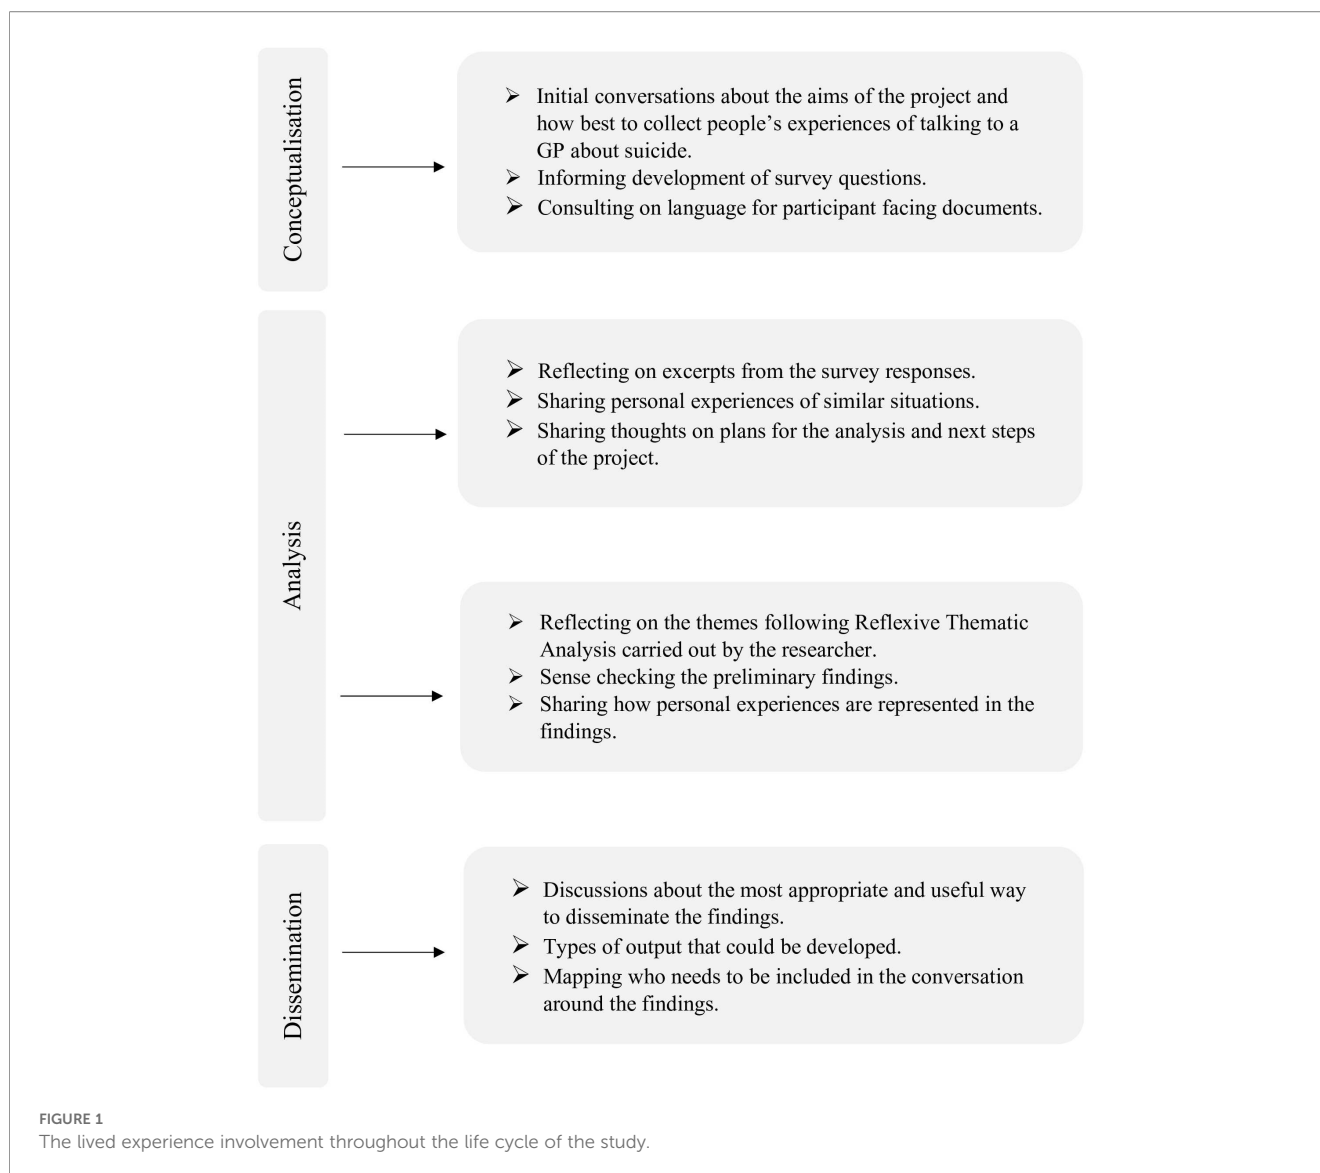 Conceptualisation
➢ Initial conversations about the aims of the project and
how best to collect people’s experiences of talking to a
GP about suicide.
➢ Informing development of survey questions.
➢ Consulting on language for participant facing documents.
Analysis
➢ Reflecting on excerpts from the survey responses.
➢ Sharing personal experiences of similar situations.
➢ Sharing thoughts on plans for the analysis and next steps
of the project.
➢ Reflecting on the themes following Reflexive Thematic
Analysis carried out by the researcher.
➢ Sense checking the preliminary findings.
➢ Sharing how personal experiences are represented in the
findings.
Dissemination
➢ Discussions about the most appropriate and useful way
to disseminate the findings.
➢ Types of output that could be developed.
➢ Mapping who needs to be included in the conversation
around the findings.
FIGURE 1
The lived experience involvement throughout the life cycle of the study.